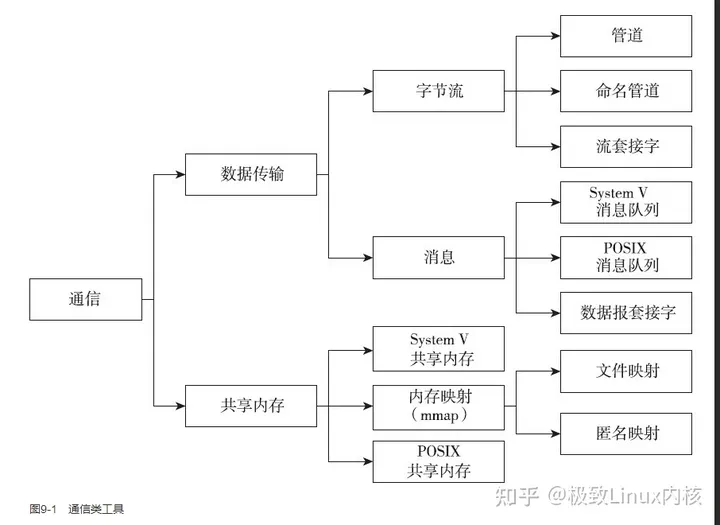 管道
字节流
命名管道
流套接字
数据传输
System V
消息队列
消息
POSIX
消息队列
数据报套接字
通信
System V
共享内存
共享内存
内存映射
（mmap）
文件映射
匿名映射
POSIX
共享内存
图9-1 通信类工具
知乎 @极致Linux内核